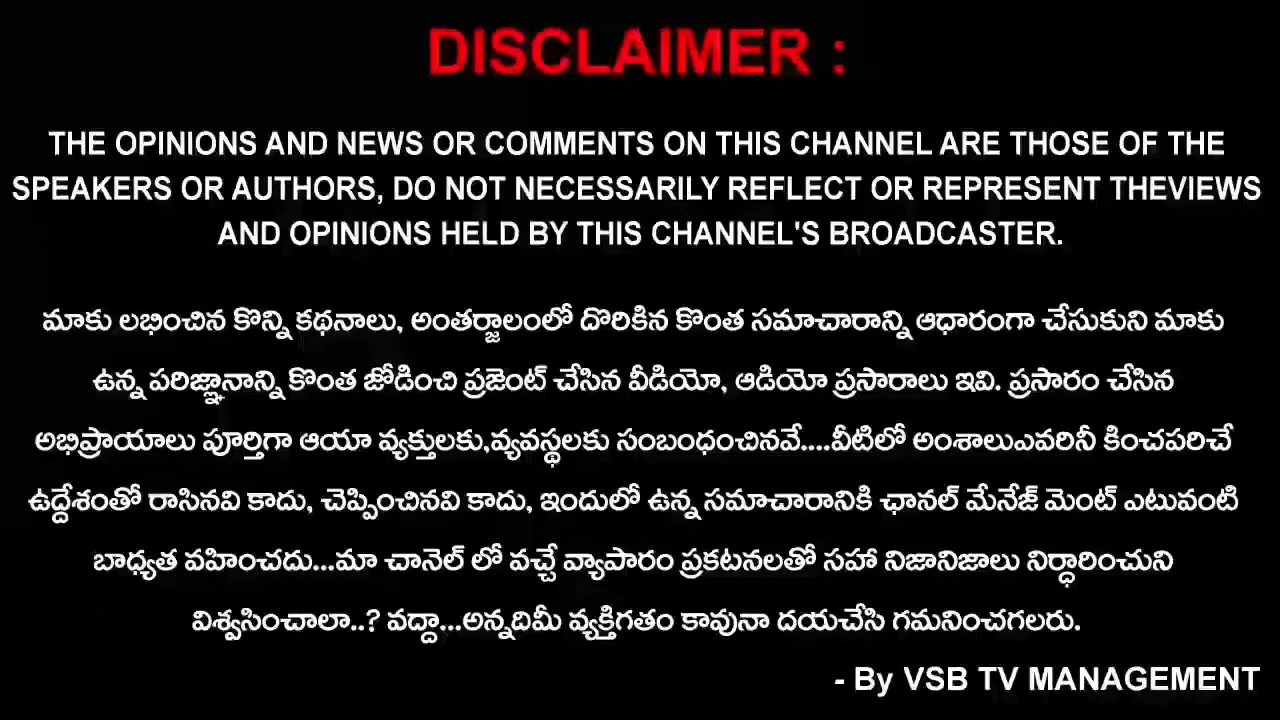 DISCLAIMER :
THE OPINIONS AND NEWS OR COMMENTS ON THIS CHANNEL ARE THOSE OF THE
SPEAKERS OR AUTHORS, DO NOT NECESSARILY REFLECT OR REPRESENT THEVIEWS
AND OPINIONS HELD BY THIS CHANNEL'S BROADCASTER.
మాకు లభించిన కొన్ని కథనాలు, అంతర్జాలంలో దొరికిన కొంత సమాచారాన్ని ఆధారంగా చేసుకుని మాకు
ఉన్న పరిజ్ఞానాన్ని కొంత జోడించి ప్రజెంట్ చేసిన వీడియో, ఆడియో ప్రసారాలు ఇవి. ప్రసారం చేసిన
అభిప్రాయాలు పూర్తిగా ఆయా వ్యక్తులకు,వ్యవస్థలకు సంబంధంచినవే....వీటిలో అంశాలుఎవరినీ కించపరిచే
ఉద్దేశంతో రాసినవి కాదు, చెప్పించినవి కాదు, ఇందులో ఉన్న సమాచారానికి ఛానల్ మేనేజ్ మెంట్ ఎటువంటి
బాధ్యత వహించదు...మా చానెల్ లో వచ్చే వ్యాపారం ప్రకటనలతో సహా నిజానిజాలు నిర్ధారించుని
విశ్వసించాలా..? వద్దా...అన్నదిమీ వ్యక్తిగతం కావునా దయచేసి గమనించగలరు.
- By VSB TV MANAGEMENT